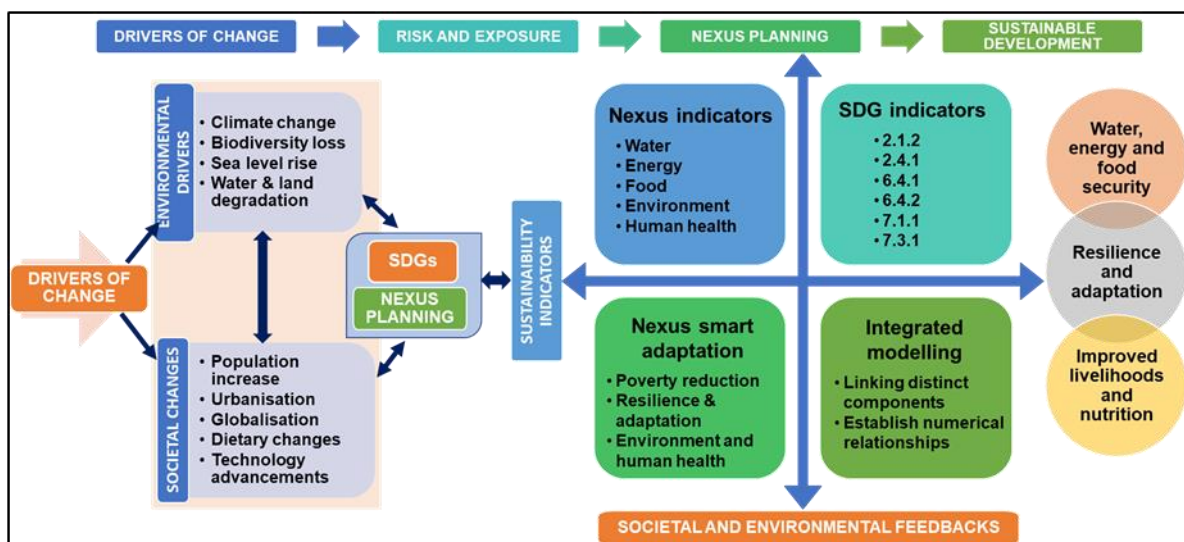 DRIVERS OF CHANGE
RISK AND EXPOSURE
NEXUS PLANNING
SUSTAINABLE
DEVELOPMENT
DRIVERS OF
CHANGE
ENVIRONMENTAL
DRIVERS
• Climate change
• Biodiversity loss
• Sea level rise
• Water & land
degradation
SOCIETAL CHANGES
• Population
increase
• Urbanisation
• Globalisation
• Dietary changes
• Technology
advancements
SDGs
NEXUS
PLANNING
SUSTAINAIBILITY
INDICATORS
Nexus indicators
• Water
• Energy
• Food
• Environment
• Human health
SDG indicators
• 2.1.2
• 2.4.1
• 6.4.1
• 6.4.2
• 7.1.1
• 7.3.1
Nexus smart
adaptation
• Poverty reduction
• Resilience &
adaptation
• Environment and
human health
Integrated
modelling
• Linking distinct
components
• Establish numerical
relationships
Water,
energy and
food
security
Resilience
and
adaptation
Improved
livelihoods
and
nutrition
SOCIETAL AND ENVIRONMENTAL FEEDBACKS